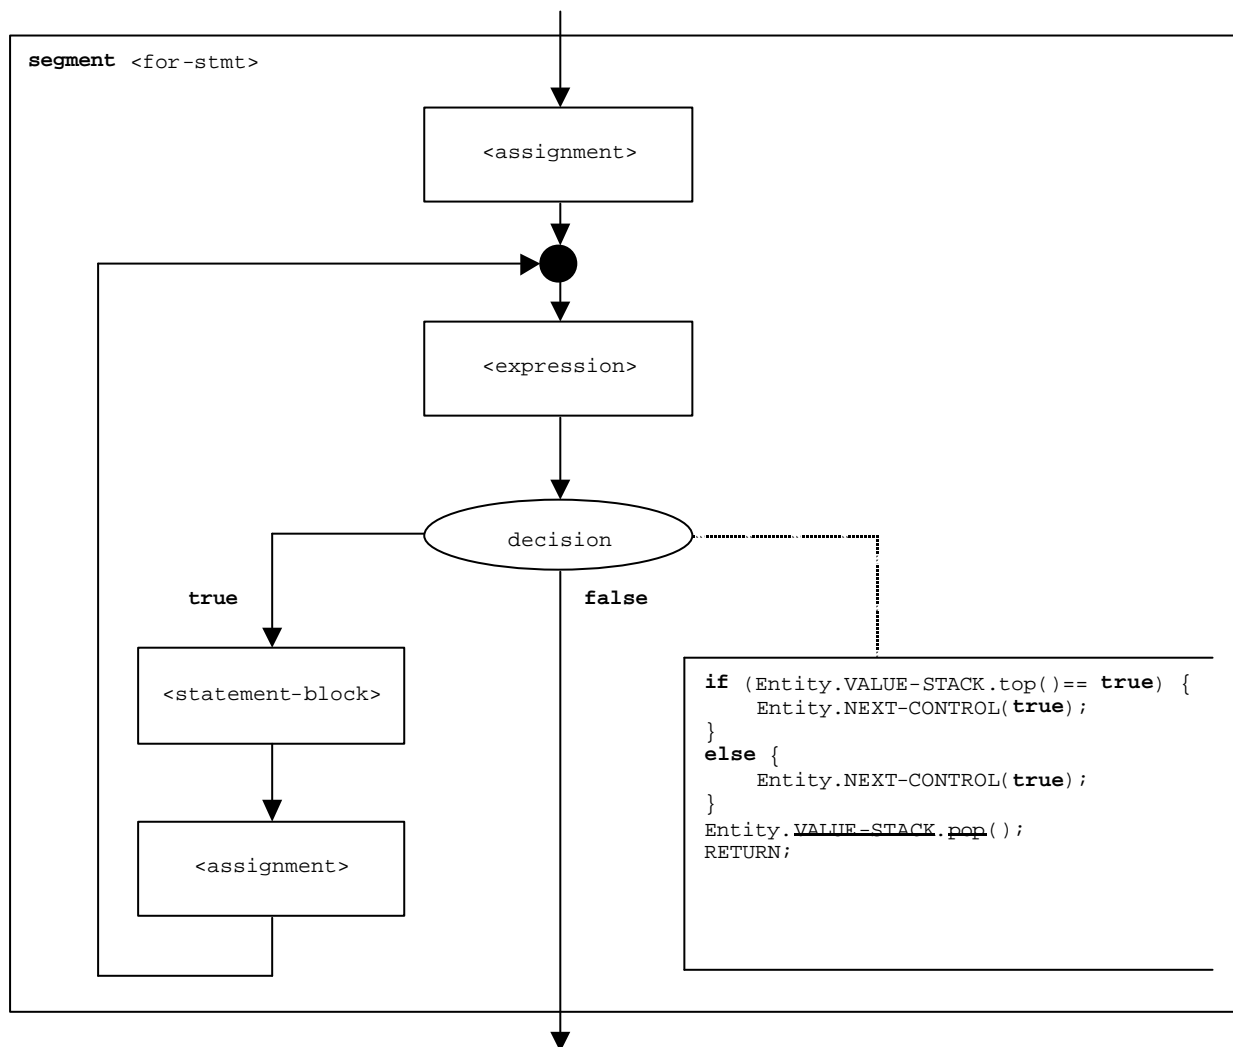 segment <for-stmt>
<assignment>
<expression>
decision
true
false
<statement-block>
<assignment>
if (Entity.VALUE-STACK.top()== true) {
Entity.NEXT-CONTROL(true);
}
else {
Entity.NEXT-CONTROL(true);
}
Entity.VALUE-STACK.pop();
RETURN;